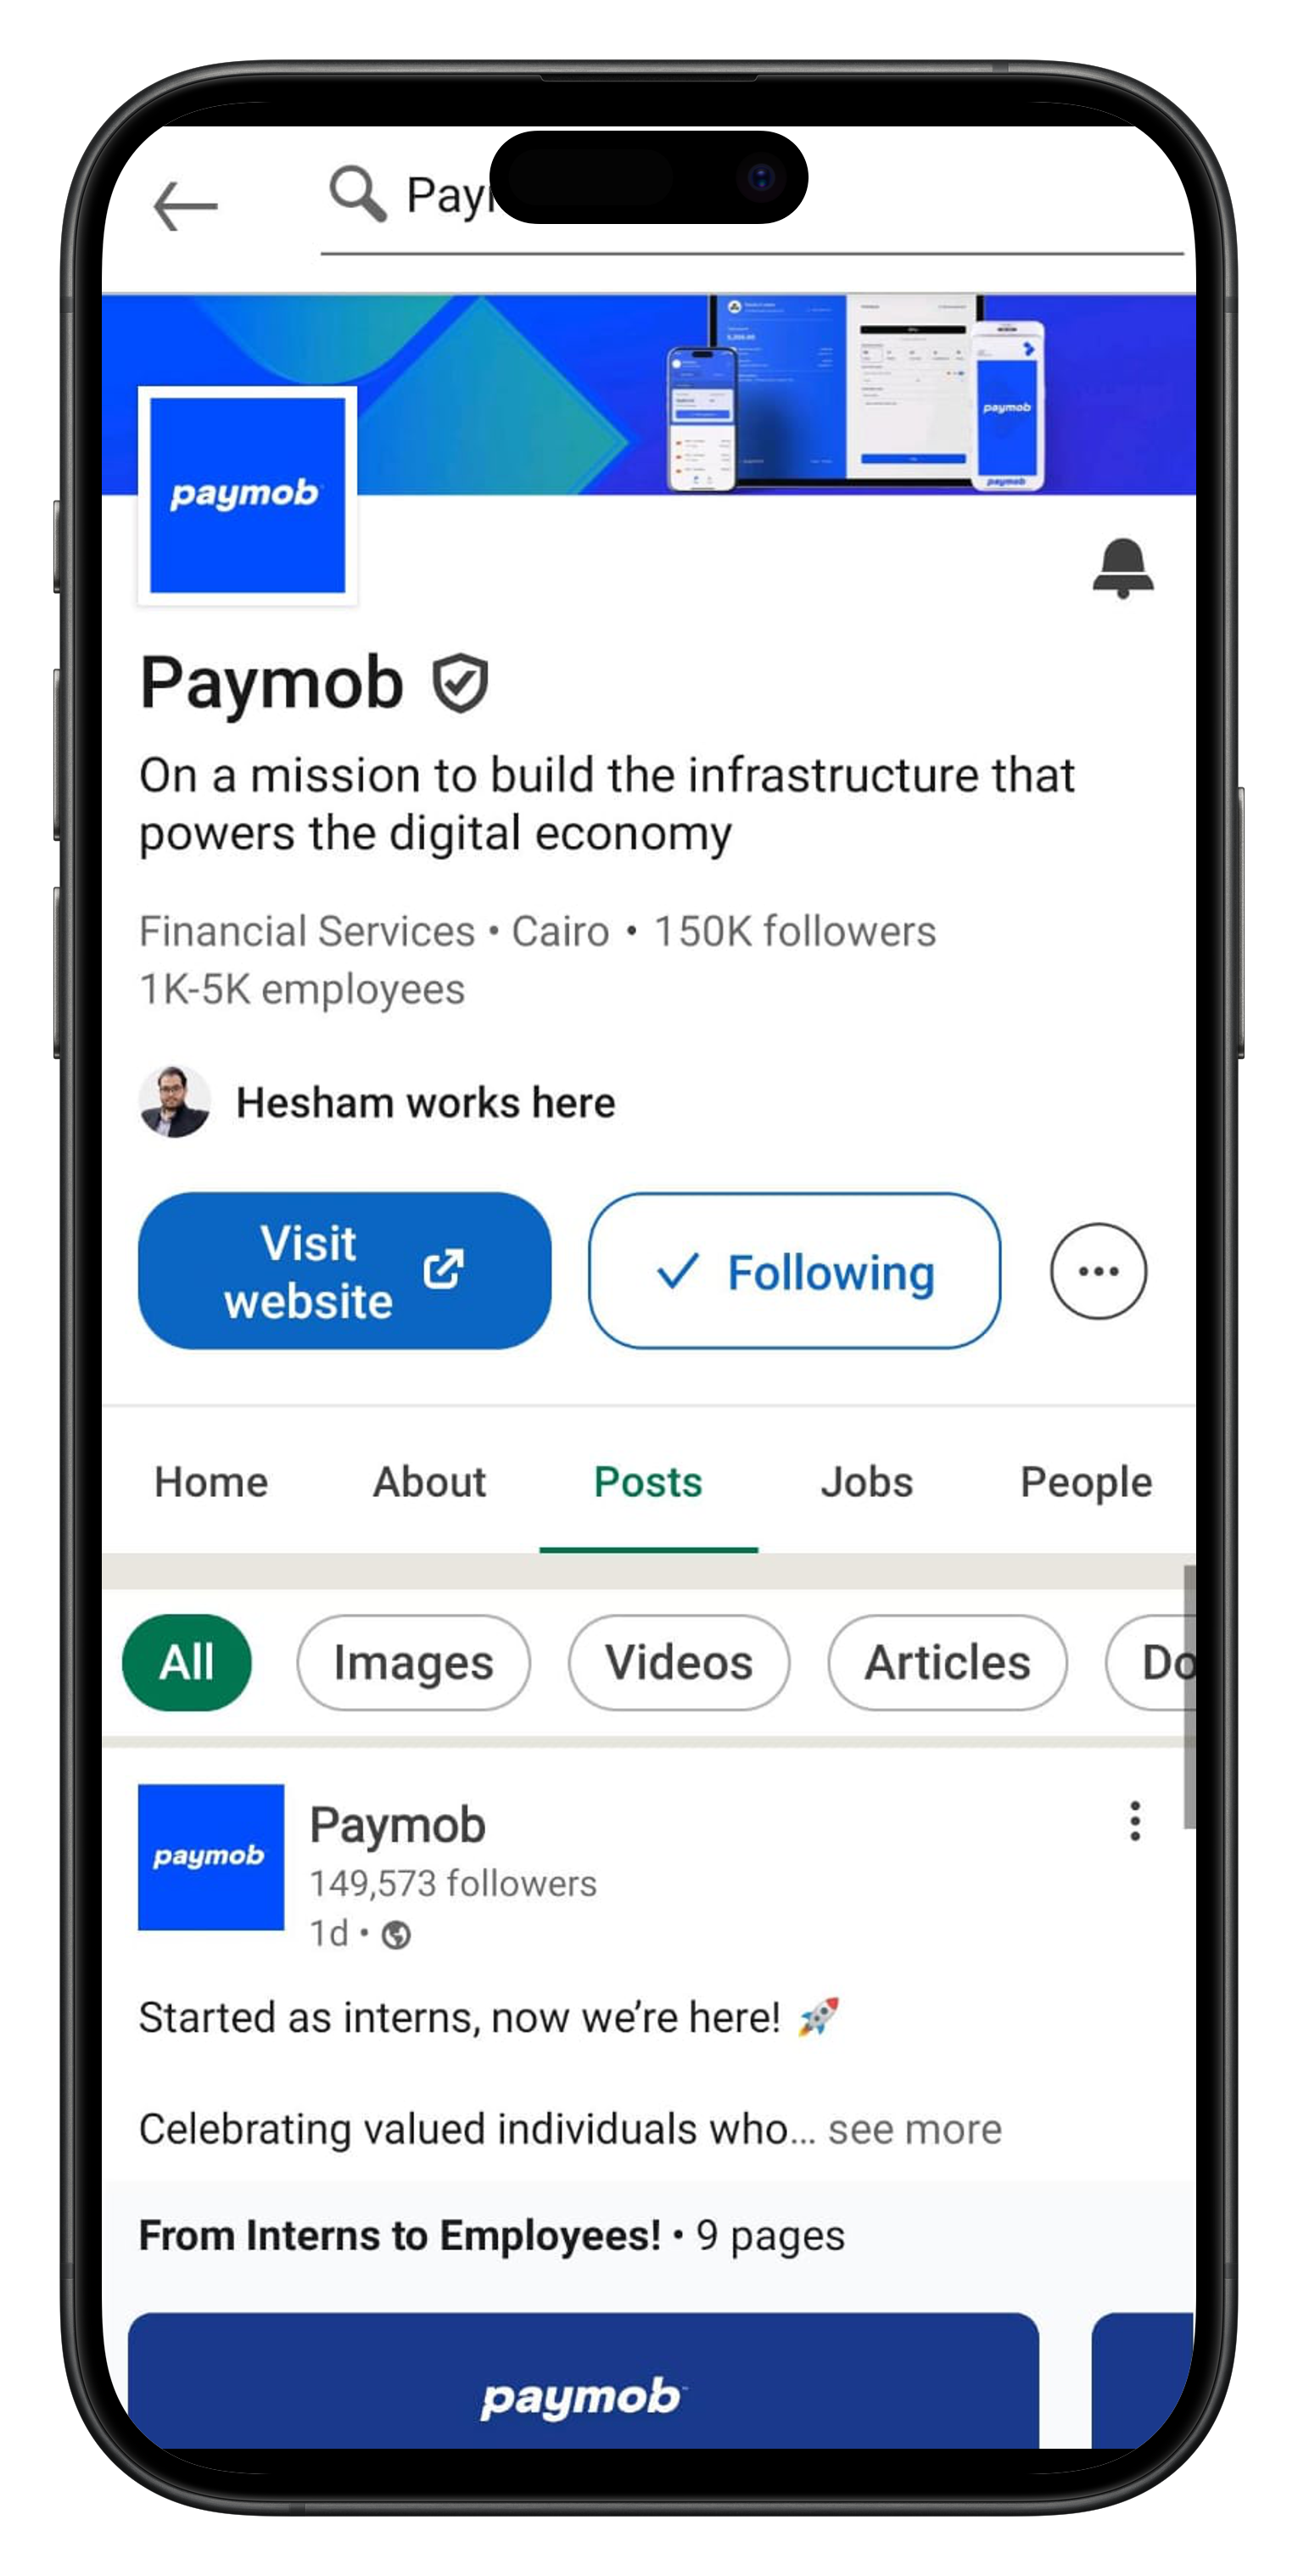 Paym
paymob
paymob
paymob
Paymob
On a mission to build the infrastructure that
powers the digital economy
Financial Services • Cairo • 150K followers
1K-5K employees
Hesham works here
Visit
website
Following
Home About Posts Jobs People
All Images Videos Articles Do
paymob
Paymob
149,573 followers
1d •
Started as interns, now we’re here! 🚀
Celebrating valued individuals who... see more
From Interns to Employees! • 9 pages
paymob